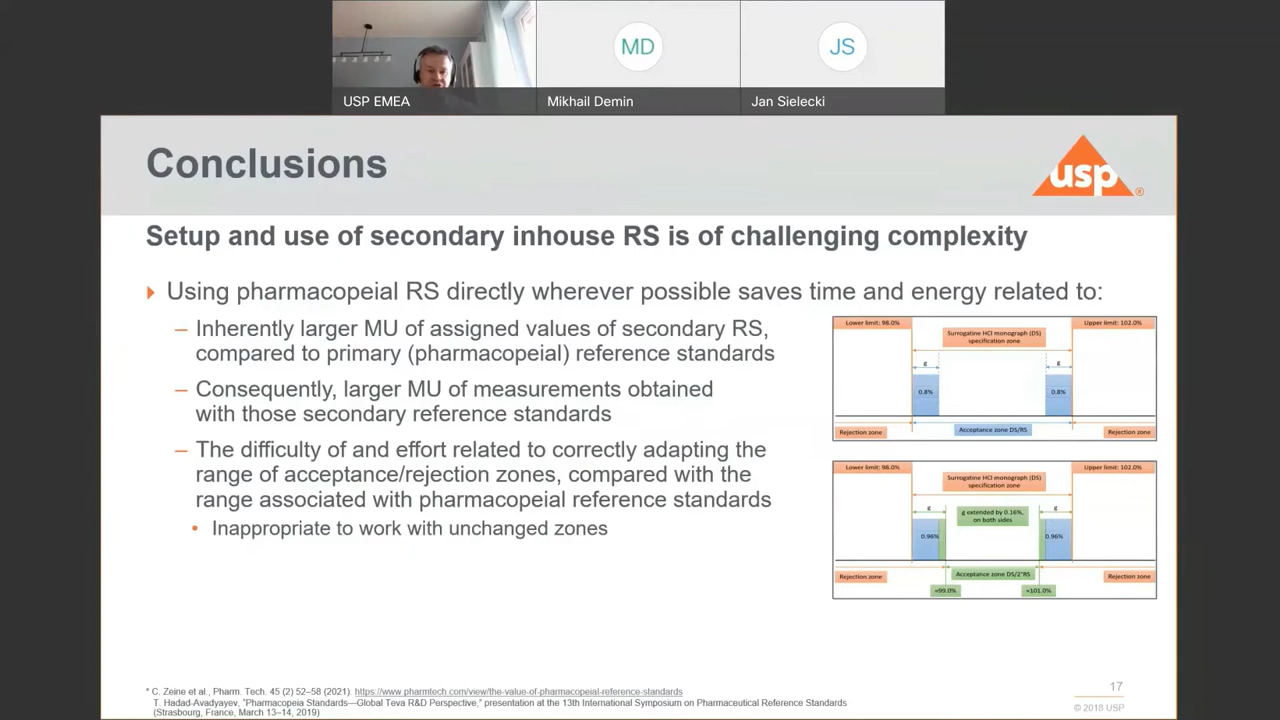 MD
JS
USP EMEA
Mikhail Demin
Jan Sielecki
Conclusions
usp®
Setup and use of secondary inhouse RS is of challenging complexity
Using pharmacopeial RS directly wherever possible saves time and energy related to:
– Inherently larger MU of assigned values of secondary RS,
compared to primary (pharmacopeial) reference standards
– Consequently, larger MU of measurements obtained
with those secondary reference standards
– The difficulty of and effort related to correctly adapting the
range of acceptance/rejection zones, compared with the
range associated with pharmacopeial reference standards
• Inappropriate to work with unchanged zones
Lower limit: 98.0%
Surrogatine HCl monograph (DS)
specification zone
Upper limit: 102.0%
g
g
0.8%
0.8%
Rejection zone
Acceptance zone DS/RS
Rejection zone
Lower limit: 98.0%
Surrogatine HCl monograph (DS)
specification zone
Upper limit: 102.0%
g
g extended by 0.16%,
on both sides
g
0.96%
0.96%
Rejection zone
Acceptance zone DS/2°RS
Rejection zone
≈99.0%
≈101.0%
* C. Zeine et al., Pharm. Tech. 45 (2) 52–58 (2021). https://www.pharmtech.com/view/the-value-of-pharmacopeial-reference-standards
T. Hadad-Avadyayev, "Pharmacopeia Standards—Global Teva R&D Perspective," presentation at the 13th International Symposium on Pharmaceutical Reference Standards
(Strasbourg, France, March 13–14, 2019)
17
© 2018 USP